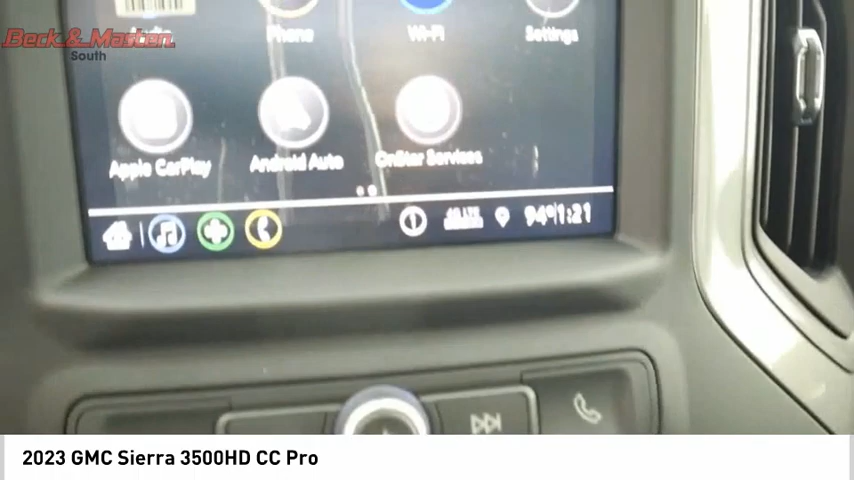 Beck & Masten
South
Audio
Phone
Wi-Fi
Settings
Apple CarPlay
Android Auto
OnStar Services
94° 1:21
2023 GMC Sierra 3500HD CC Pro